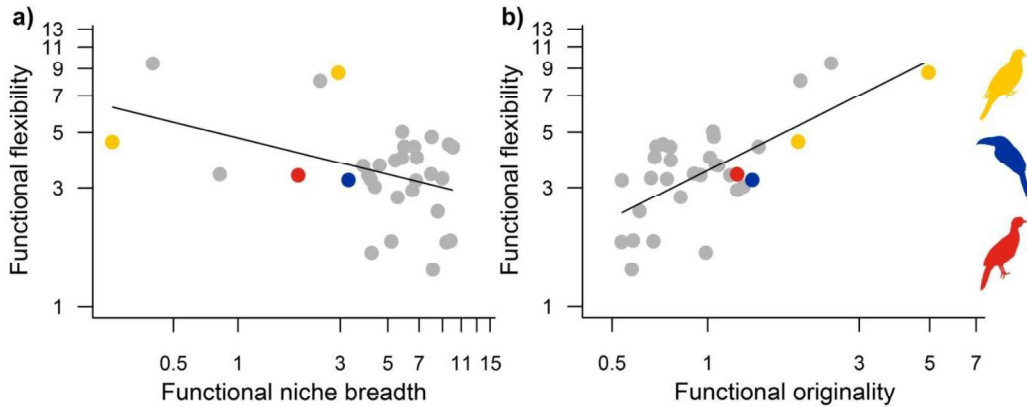 a)
Functional flexibility
13
11
9
7
5
3
1
0.5 1 3 5 7 11 15
Functional niche breadth
b)
Functional flexibility
13
11
9
7
5
3
1
0.5 1 3 5 7
Functional originality